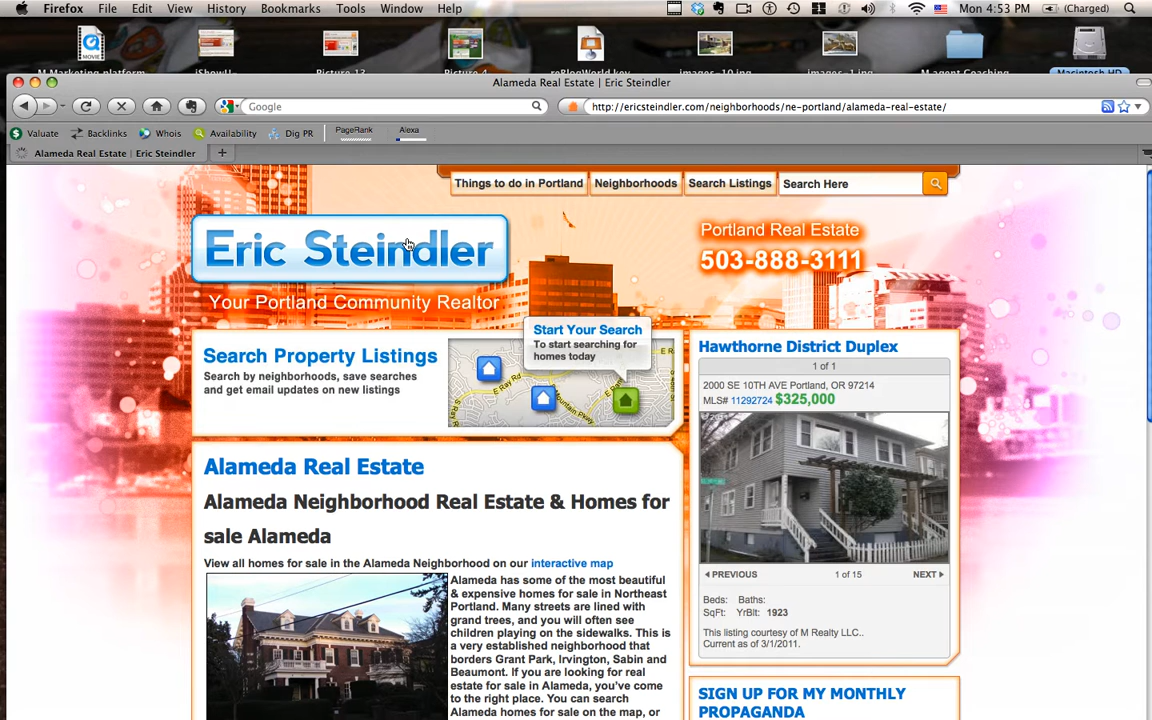 Firefox File Edit View History Bookmarks Tools Window Help
Mon 4:53 PM (Charged)
MOVIE
Alameda Real Estate | Eric Steindler
Google
http://ericsteindler.com/neighborhoods/ne-portland/alameda-real-estate/
Valuate Backlinks Whois Availability Dig PR PageRank Alexa
Alameda Real Estate | Eric Steindler
Things to do in Portland Neighborhoods Search Listings Search Here
Eric Steindler
Your Portland Community Realtor
Portland Real Estate
503-888-3111
Search Property Listings
Search by neighborhoods, save searches
and get email updates on new listings
Start Your Search
To start searching for
homes today
E Ray Rd
Mountain Pkwy
S Ray Rd
E R
Hawthorne District Duplex
1 of 1
2000 SE 10TH AVE Portland, OR 97214
MLS# 11292724 $325,000
PREVIOUS 1 of 15 NEXT
Beds: Baths:
SqFt: YrBlt: 1923
This listing courtesy of M Realty LLC..
Current as of 3/1/2011.
SIGN UP FOR MY MONTHLY
PROPAGANDA
Alameda Real Estate
Alameda Neighborhood Real Estate & Homes for
sale Alameda
View all homes for sale in the Alameda Neighborhood on our interactive map
Alameda has some of the most beautiful
& expensive homes for sale in Northeast
Portland. Many streets are lined with
grand trees, and you will often see
children playing on the sidewalks. This is
a very established neighborhood that
borders Grant Park, Irvington, Sabin and
Beaumont. If you are looking for real
estate for sale in Alameda, you've come
to the right place. You can search
Alameda homes for sale on the map, or